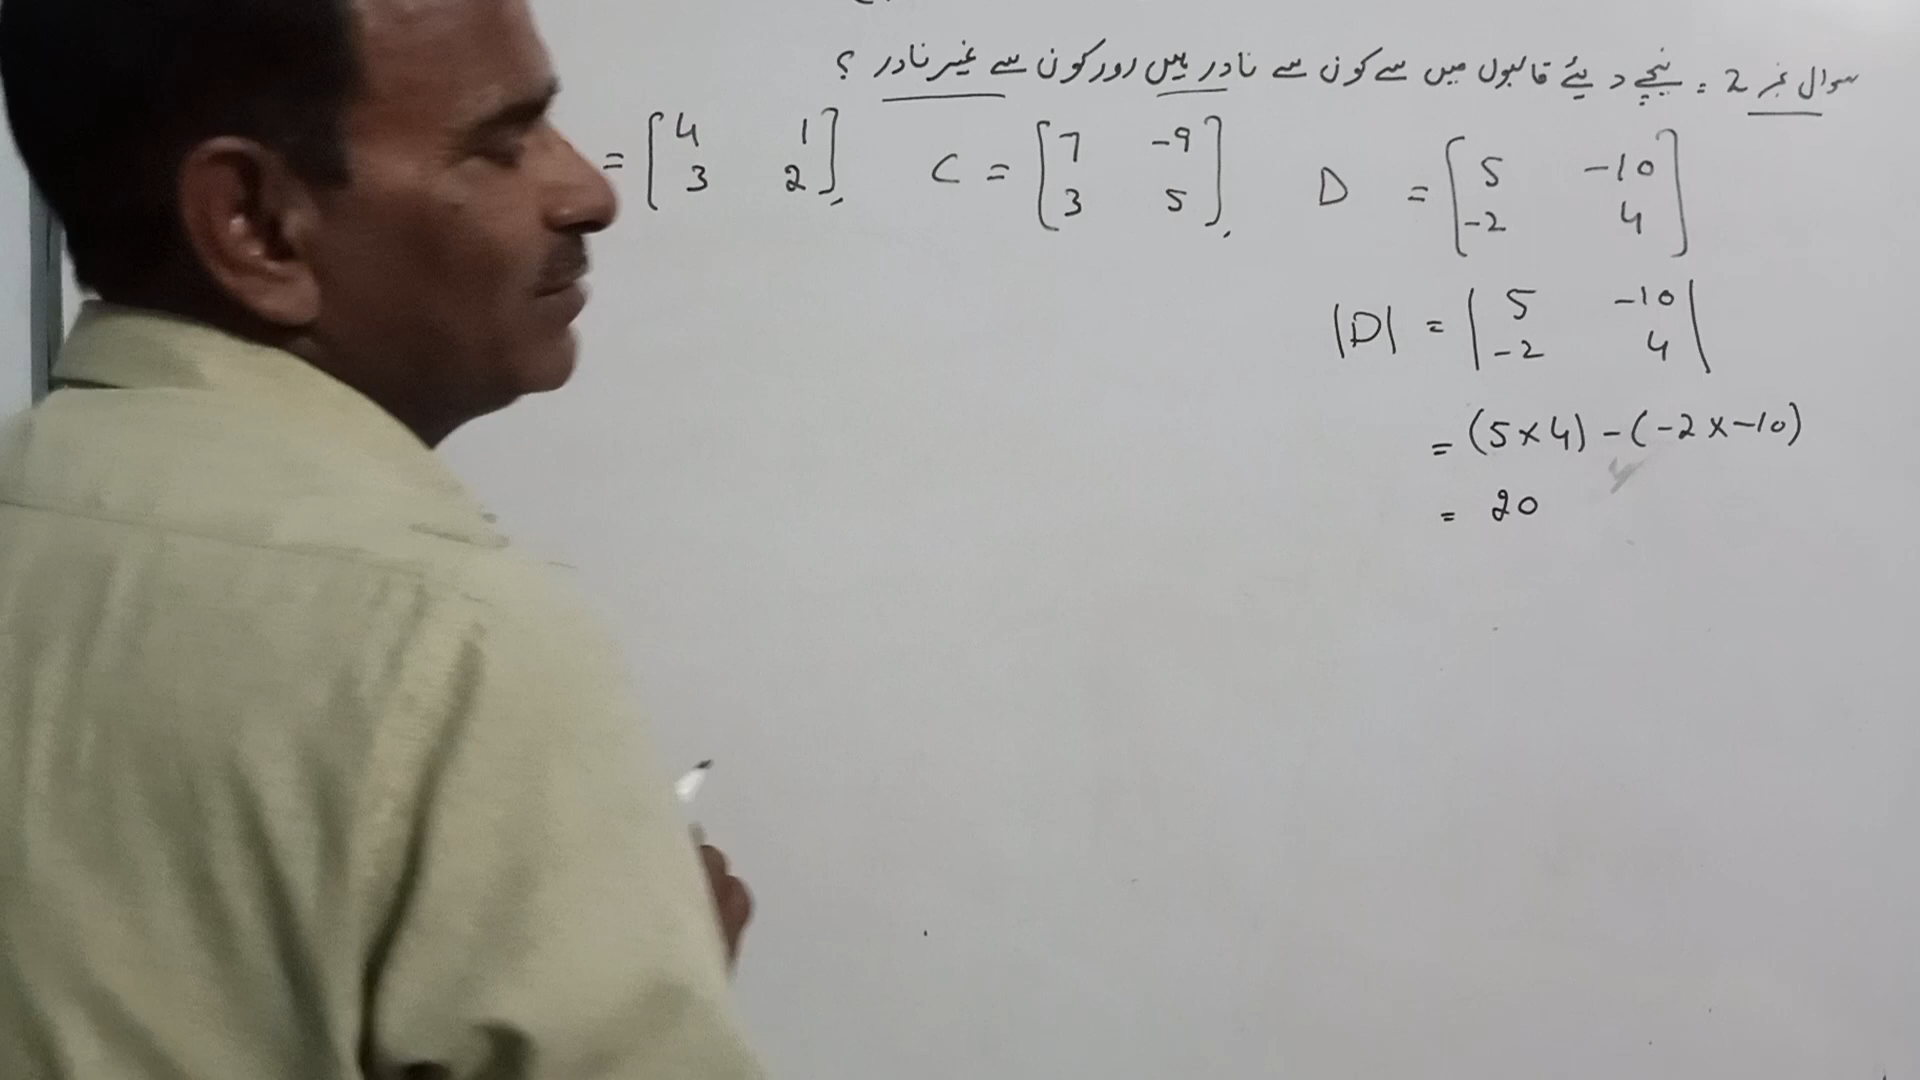 سوال نمبر 2 : نیچے دیئے قالبوں میں سے کون سے نادر ہیں اور کون سے غیر نادر ؟
= [4 1
3 2], C = [7 -9
3 5], D = [5 -10
-2 4]
|D| = |5 -10
-2 4|
= (5×4) - (-2×-10)
= 20